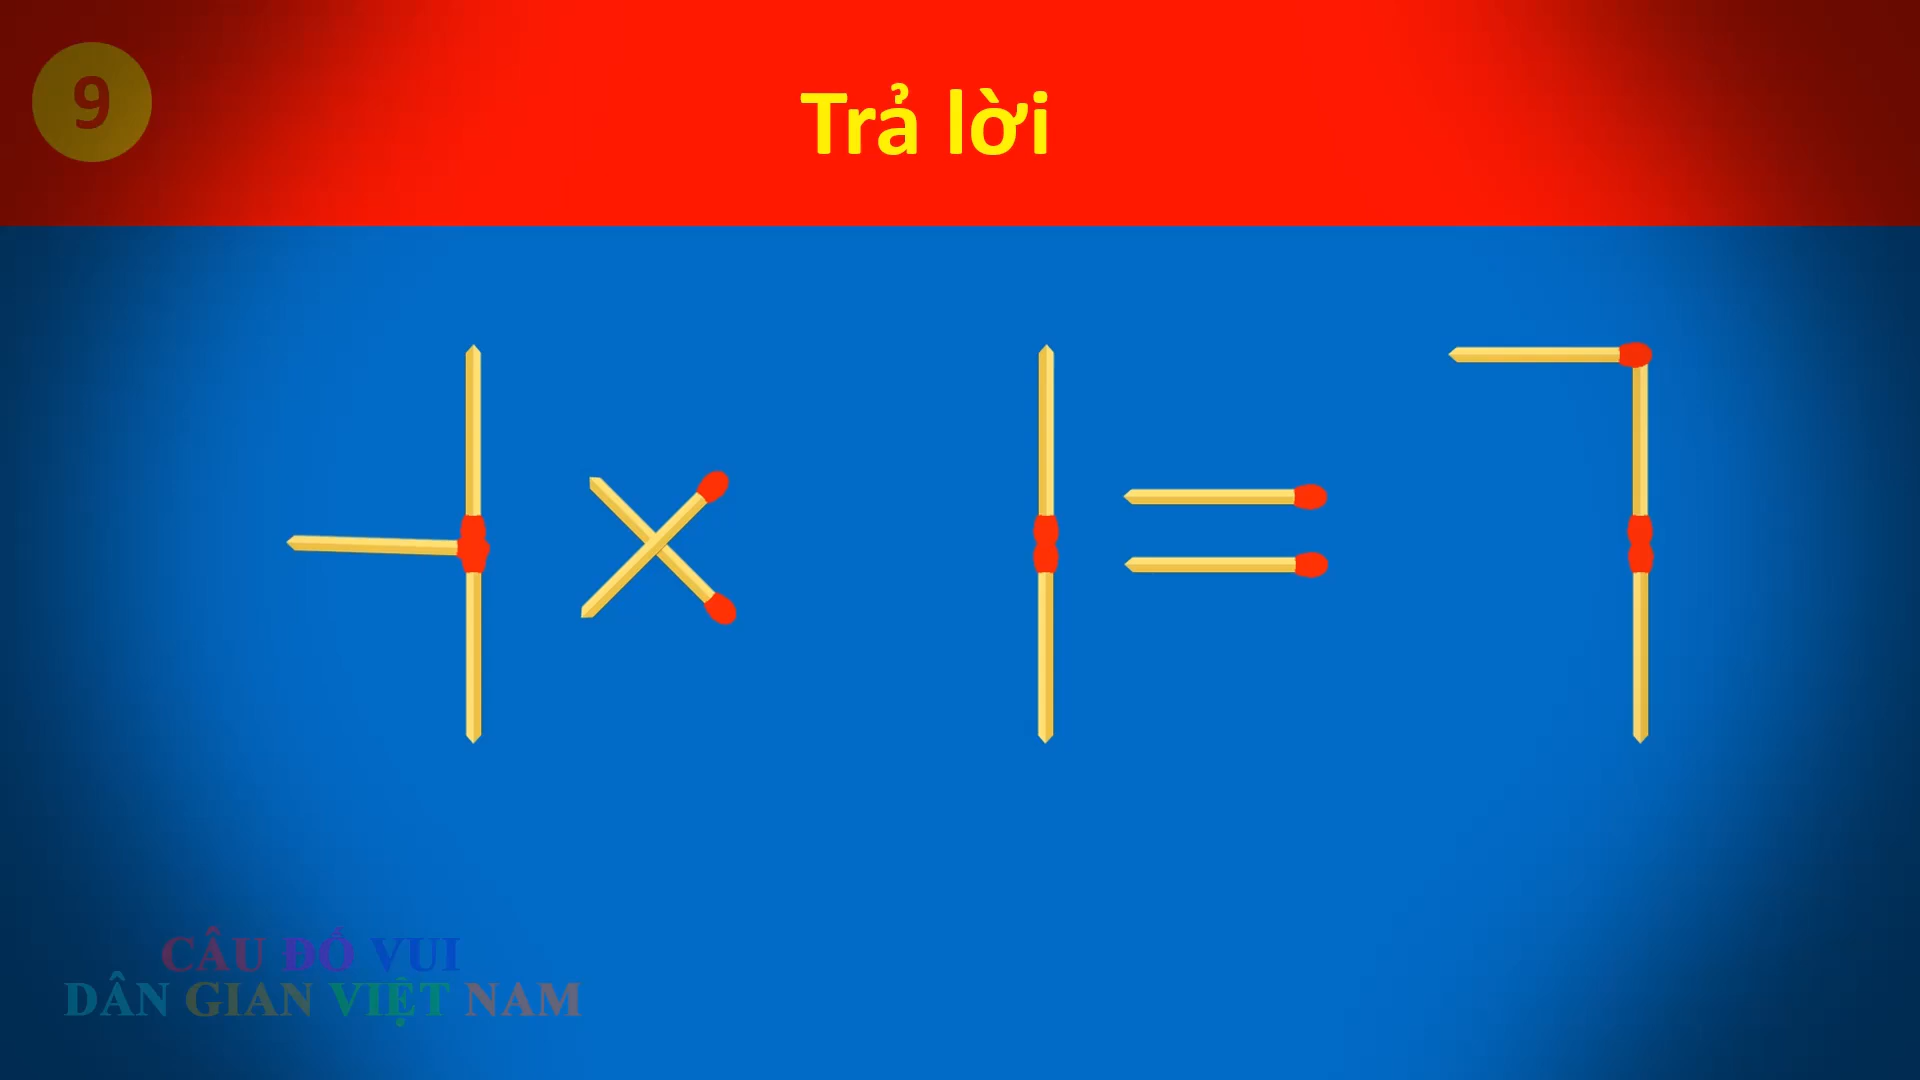 9
Trả lời
CÂU ĐỐ VUI
DÂN GIAN VIỆT NAM